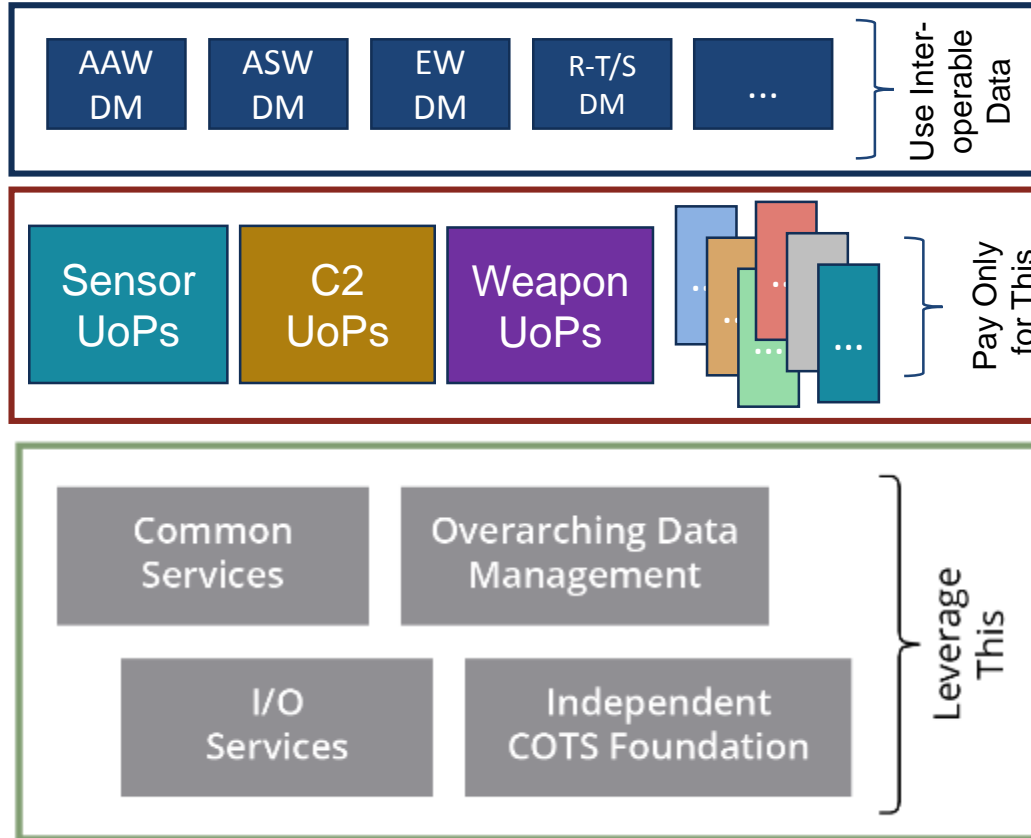 AAW
DM
ASW
DM
EW
DM
R-T/S
DM
...
Use Inter-
operable
Data
Sensor
UoPs
C2
UoPs
Weapon
UoPs
...
...
...
...
...
...
Pay Only
for This
Common
Services
Overarching Data
Management
I/O
Services
Independent
COTS Foundation
Leverage
This